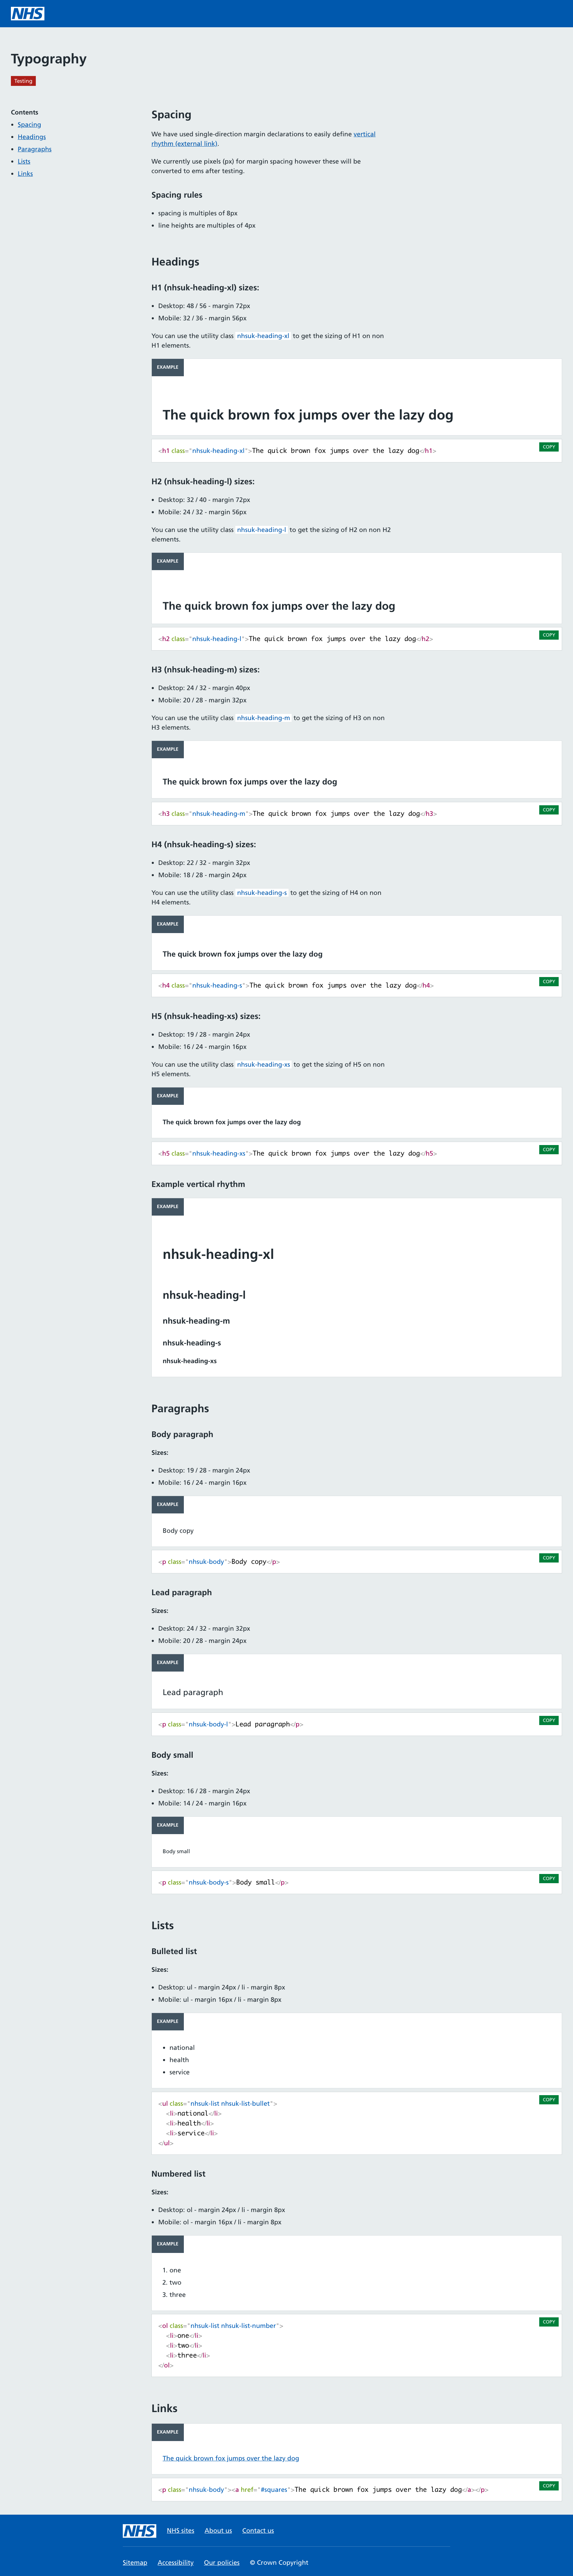 NHS
Typography
Testing
Contents
Spacing
Headings
Paragraphs
Lists
Links
Spacing
We have used single-direction margin declarations to easily define vertical
rhythm (external link).
We currently use pixels (px) for margin spacing however these will be
converted to ems after testing.
Spacing rules
• spacing is multiples of 8px
• line heights are multiples of 4px
Headings
H1 (nhsuk-heading-xl) sizes:
• Desktop: 48 / 56 - margin 72px
• Mobile: 32 / 36 - margin 56px
You can use the utility class nhsuk-heading-xl to get the sizing of H1 on non
H1 elements.
EXAMPLE
The quick brown fox jumps over the lazy dog
COPY
<h1 class="nhsuk-heading-xl">The quick brown fox jumps over the lazy dog</h1>
H2 (nhsuk-heading-l) sizes:
• Desktop: 32 / 40 - margin 72px
• Mobile: 24 / 32 - margin 56px
You can use the utility class nhsuk-heading-l to get the sizing of H2 on non H2
elements.
EXAMPLE
The quick brown fox jumps over the lazy dog
COPY
<h2 class="nhsuk-heading-l">The quick brown fox jumps over the lazy dog</h2>
H3 (nhsuk-heading-m) sizes:
• Desktop: 24 / 32 - margin 40px
• Mobile: 20 / 28 - margin 32px
You can use the utility class nhsuk-heading-m to get the sizing of H3 on non
H3 elements.
EXAMPLE
The quick brown fox jumps over the lazy dog
COPY
<h3 class="nhsuk-heading-m">The quick brown fox jumps over the lazy dog</h3>
H4 (nhsuk-heading-s) sizes:
• Desktop: 22 / 32 - margin 32px
• Mobile: 18 / 28 - margin 24px
You can use the utility class nhsuk-heading-s to get the sizing of H4 on non
H4 elements.
EXAMPLE
The quick brown fox jumps over the lazy dog
COPY
<h4 class="nhsuk-heading-s">The quick brown fox jumps over the lazy dog</h4>
H5 (nhsuk-heading-xs) sizes:
• Desktop: 19 / 28 - margin 24px
• Mobile: 16 / 24 - margin 16px
You can use the utility class nhsuk-heading-xs to get the sizing of H5 on non
H5 elements.
EXAMPLE
The quick brown fox jumps over the lazy dog
COPY
<h5 class="nhsuk-heading-xs">The quick brown fox jumps over the lazy dog</h5>
Example vertical rhythm
EXAMPLE
nhsuk-heading-xl
nhsuk-heading-l
nhsuk-heading-m
nhsuk-heading-s
nhsuk-heading-xs
Paragraphs
Body paragraph
Sizes:
• Desktop: 19 / 28 - margin 24px
• Mobile: 16 / 24 - margin 16px
EXAMPLE
Body copy
COPY
<p class="nhsuk-body">Body copy</p>
Lead paragraph
Sizes:
• Desktop: 24 / 32 - margin 32px
• Mobile: 20 / 28 - margin 24px
EXAMPLE
Lead paragraph
COPY
<p class="nhsuk-body-l">Lead paragraph</p>
Body small
Sizes:
• Desktop: 16 / 28 - margin 24px
• Mobile: 14 / 24 - margin 16px
EXAMPLE
Body small
COPY
<p class="nhsuk-body-s">Body small</p>
Lists
Bulleted list
Sizes:
• Desktop: ul - margin 24px / li - margin 8px
• Mobile: ul - margin 16px / li - margin 8px
EXAMPLE
• national
• health
• service
COPY
<ul class="nhsuk-list nhsuk-list-bullet">
<li>national</li>
<li>health</li>
<li>service</li>
</ul>
Numbered list
Sizes:
• Desktop: ol - margin 24px / li - margin 8px
• Mobile: ol - margin 16px / li - margin 8px
EXAMPLE
1. one
2. two
3. three
COPY
<ol class="nhsuk-list nhsuk-list-number">
<li>one</li>
<li>two</li>
<li>three</li>
</ol>
Links
EXAMPLE
The quick brown fox jumps over the lazy dog
COPY
<p class="nhsuk-body"><a href="#squares">The quick brown fox jumps over the lazy dog</a></p>
NHS NHS sites About us Contact us
Sitemap Accessibility Our policies © Crown Copyright